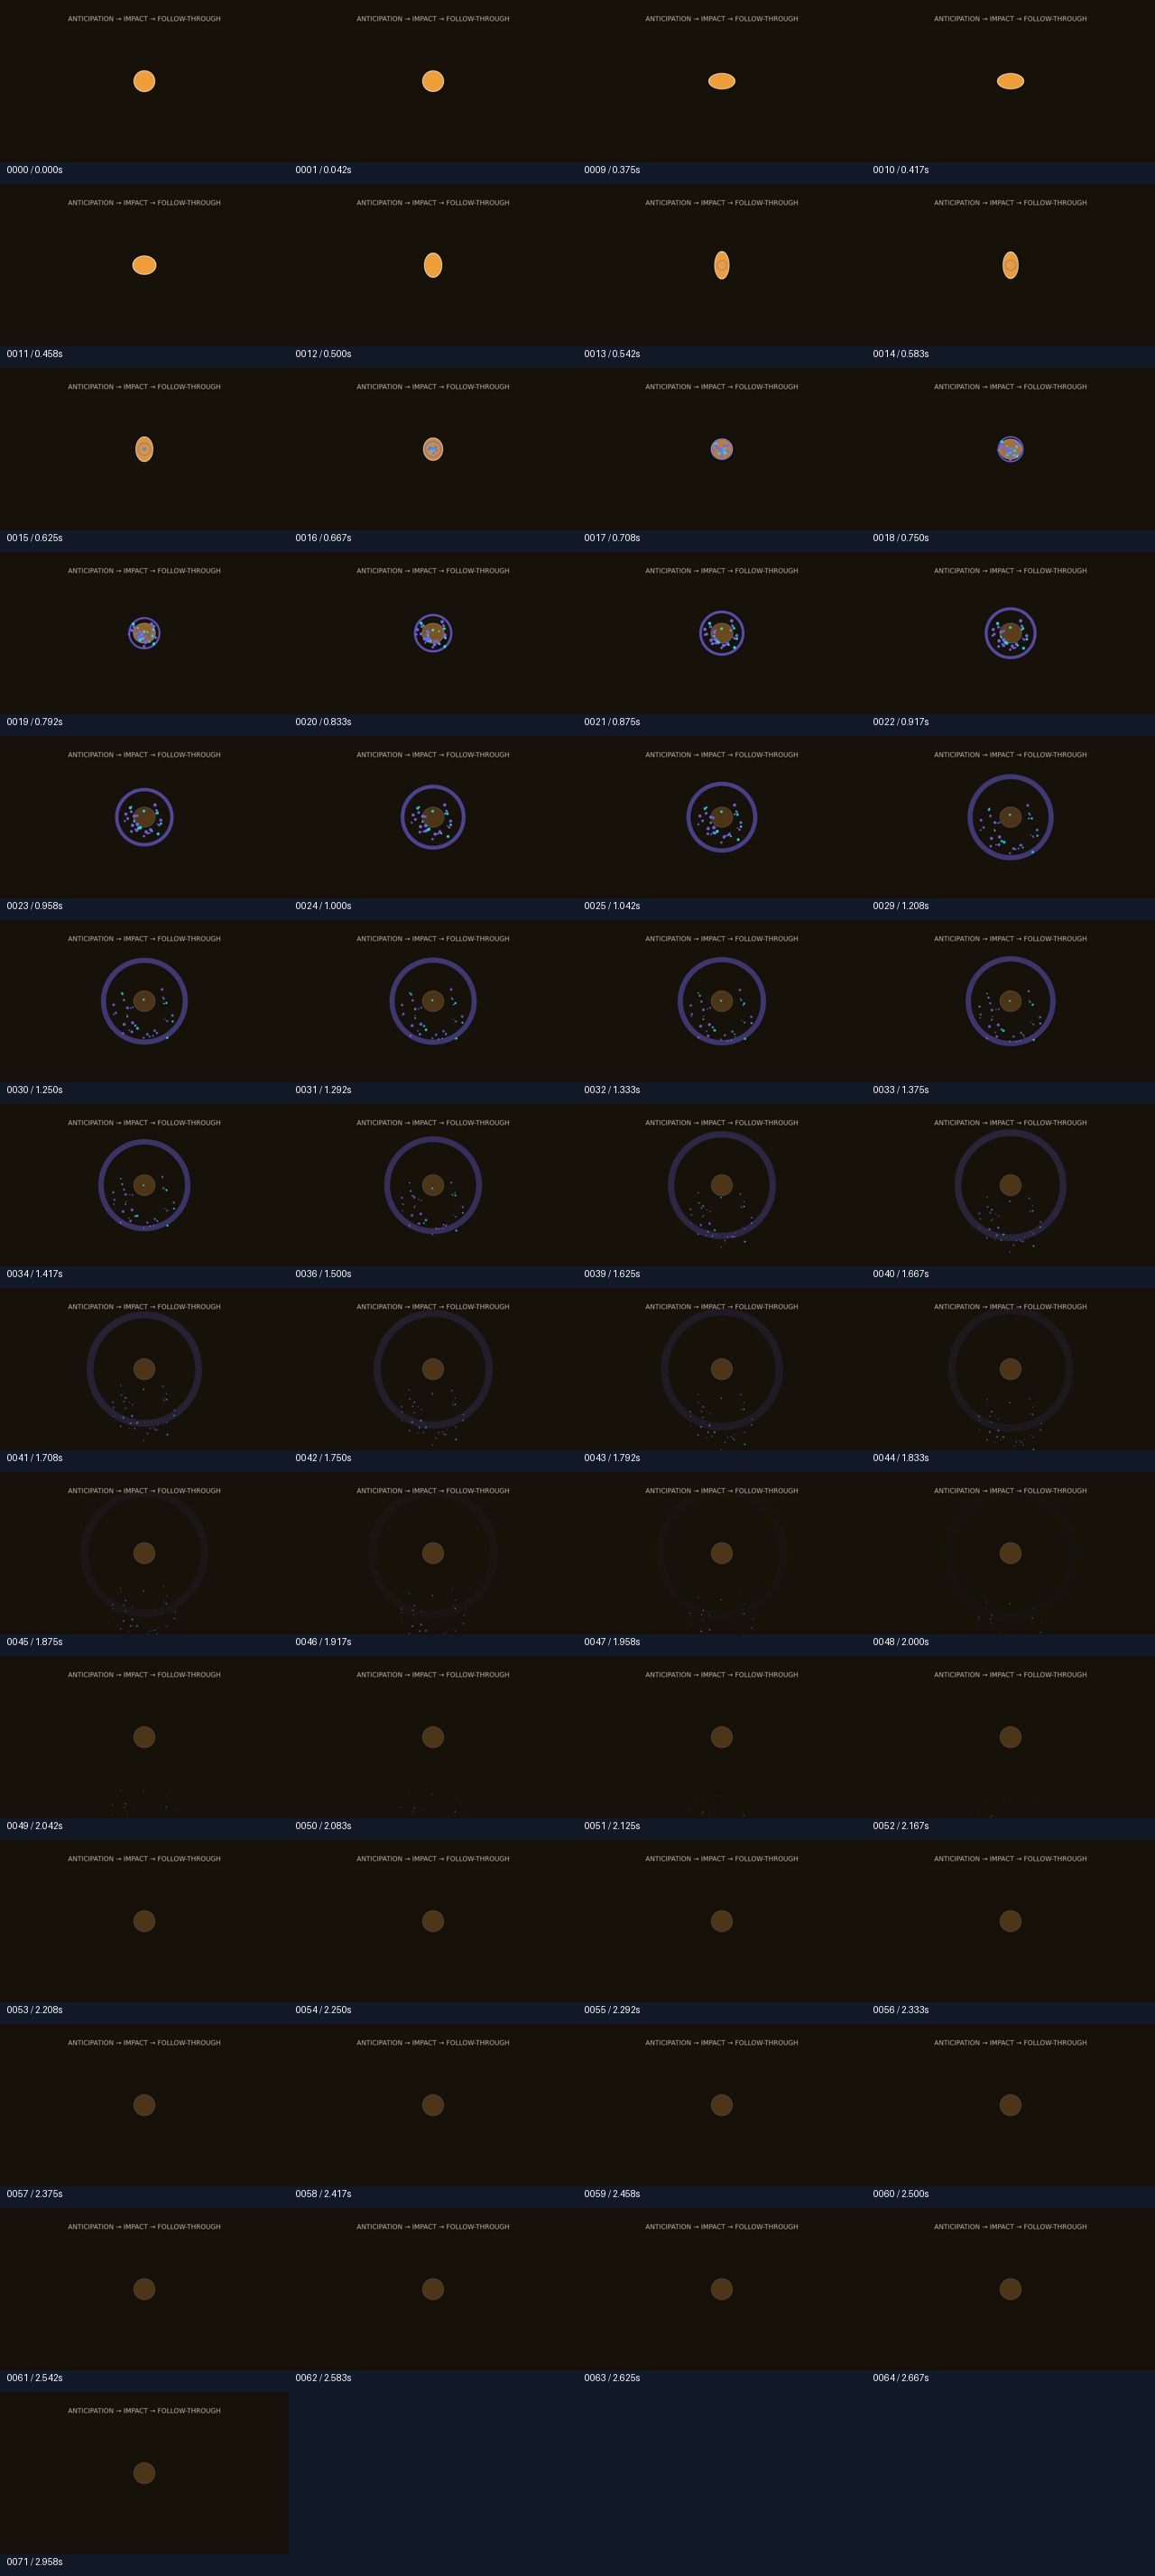 ANTICIPATION → IMPACT → FOLLOW-THROUGH ANTICIPATION → IMPACT → FOLLOW-THROUGH ANTICIPATION → IMPACT → FOLLOW-THROUGH ANTICIPATION → IMPACT → FOLLOW-THROUGH
0000 / 0.000s 0001 / 0.042s 0009 / 0.375s 0010 / 0.417s
ANTICIPATION → IMPACT → FOLLOW-THROUGH ANTICIPATION → IMPACT → FOLLOW-THROUGH ANTICIPATION → IMPACT → FOLLOW-THROUGH ANTICIPATION → IMPACT → FOLLOW-THROUGH
0011 / 0.458s 0012 / 0.500s 0013 / 0.542s 0014 / 0.583s
ANTICIPATION → IMPACT → FOLLOW-THROUGH ANTICIPATION → IMPACT → FOLLOW-THROUGH ANTICIPATION → IMPACT → FOLLOW-THROUGH ANTICIPATION → IMPACT → FOLLOW-THROUGH
0015 / 0.625s 0016 / 0.667s 0017 / 0.708s 0018 / 0.750s
ANTICIPATION → IMPACT → FOLLOW-THROUGH ANTICIPATION → IMPACT → FOLLOW-THROUGH ANTICIPATION → IMPACT → FOLLOW-THROUGH ANTICIPATION → IMPACT → FOLLOW-THROUGH
0019 / 0.792s 0020 / 0.833s 0021 / 0.875s 0022 / 0.917s
ANTICIPATION → IMPACT → FOLLOW-THROUGH ANTICIPATION → IMPACT → FOLLOW-THROUGH ANTICIPATION → IMPACT → FOLLOW-THROUGH ANTICIPATION → IMPACT → FOLLOW-THROUGH
0023 / 0.958s 0024 / 1.000s 0025 / 1.042s 0029 / 1.208s
ANTICIPATION → IMPACT → FOLLOW-THROUGH ANTICIPATION → IMPACT → FOLLOW-THROUGH ANTICIPATION → IMPACT → FOLLOW-THROUGH ANTICIPATION → IMPACT → FOLLOW-THROUGH
0030 / 1.250s 0031 / 1.292s 0032 / 1.333s 0033 / 1.375s
ANTICIPATION → IMPACT → FOLLOW-THROUGH ANTICIPATION → IMPACT → FOLLOW-THROUGH ANTICIPATION → IMPACT → FOLLOW-THROUGH ANTICIPATION → IMPACT → FOLLOW-THROUGH
0034 / 1.417s 0036 / 1.500s 0039 / 1.625s 0040 / 1.667s
ANTICIPATION → IMPACT → FOLLOW-THROUGH ANTICIPATION → IMPACT → FOLLOW-THROUGH ANTICIPATION → IMPACT → FOLLOW-THROUGH ANTICIPATION → IMPACT → FOLLOW-THROUGH
0041 / 1.708s 0042 / 1.750s 0043 / 1.792s 0044 / 1.833s
ANTICIPATION → IMPACT → FOLLOW-THROUGH ANTICIPATION → IMPACT → FOLLOW-THROUGH ANTICIPATION → IMPACT → FOLLOW-THROUGH ANTICIPATION → IMPACT → FOLLOW-THROUGH
0045 / 1.875s 0046 / 1.917s 0047 / 1.958s 0048 / 2.000s
ANTICIPATION → IMPACT → FOLLOW-THROUGH ANTICIPATION → IMPACT → FOLLOW-THROUGH ANTICIPATION → IMPACT → FOLLOW-THROUGH ANTICIPATION → IMPACT → FOLLOW-THROUGH
0049 / 2.042s 0050 / 2.083s 0051 / 2.125s 0052 / 2.167s
ANTICIPATION → IMPACT → FOLLOW-THROUGH ANTICIPATION → IMPACT → FOLLOW-THROUGH ANTICIPATION → IMPACT → FOLLOW-THROUGH ANTICIPATION → IMPACT → FOLLOW-THROUGH
0053 / 2.208s 0054 / 2.250s 0055 / 2.292s 0056 / 2.333s
ANTICIPATION → IMPACT → FOLLOW-THROUGH ANTICIPATION → IMPACT → FOLLOW-THROUGH ANTICIPATION → IMPACT → FOLLOW-THROUGH ANTICIPATION → IMPACT → FOLLOW-THROUGH
0057 / 2.375s 0058 / 2.417s 0059 / 2.458s 0060 / 2.500s
ANTICIPATION → IMPACT → FOLLOW-THROUGH ANTICIPATION → IMPACT → FOLLOW-THROUGH ANTICIPATION → IMPACT → FOLLOW-THROUGH ANTICIPATION → IMPACT → FOLLOW-THROUGH
0061 / 2.542s 0062 / 2.583s 0063 / 2.625s 0064 / 2.667s
ANTICIPATION → IMPACT → FOLLOW-THROUGH
0071 / 2.958s